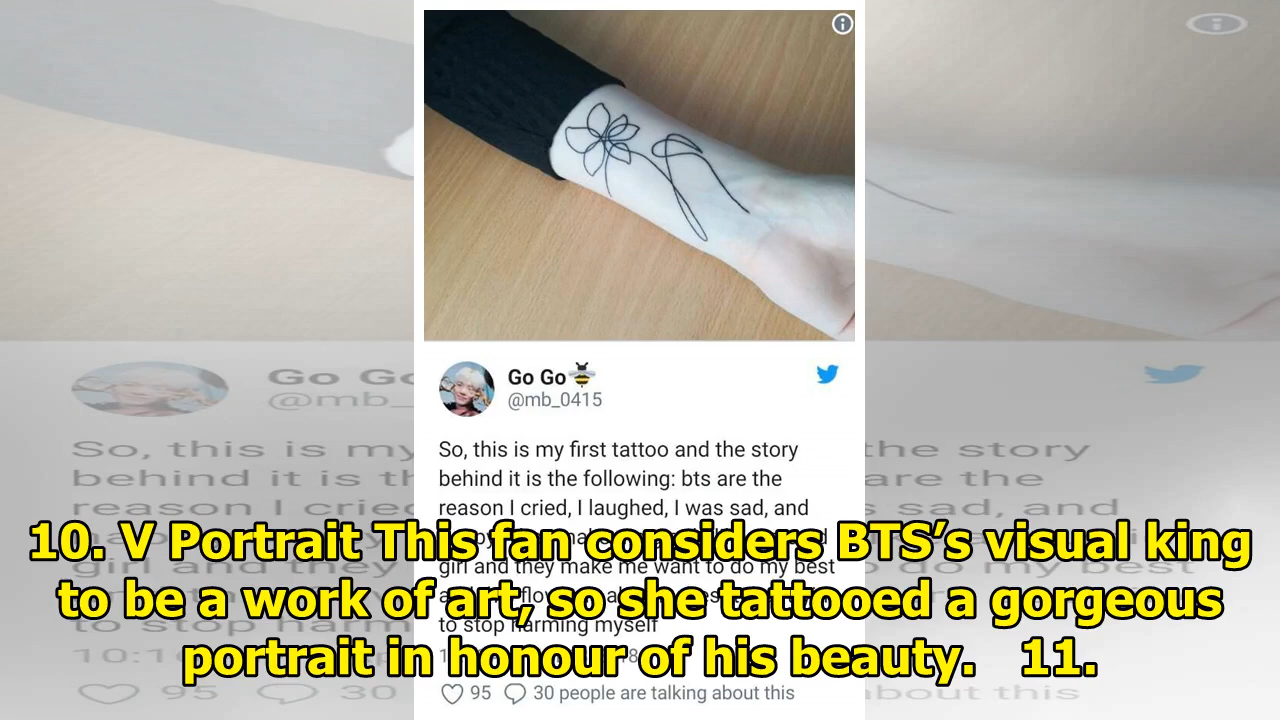 Go Go
@mb_0415
So, this is my first tattoo and the story
behind it is the following: bts are the
reason I cried, I laughed, I was sad, and
10. V Portrait This fan considers BTS’s visual king
girl and they make me want to do my best
to be a work of art, so she tattooed a gorgeous
to stop harming myself
portrait in honour of his beauty. 11.
95 30 people are talking about this